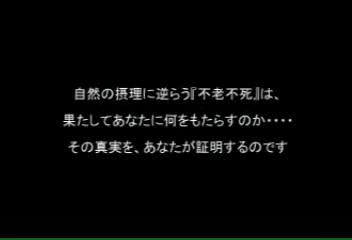 自然の摂理に逆らう『不老不死』は、
果たしてあなたに何をもたらすのか・・・・
その真実を、あなたが証明するのです